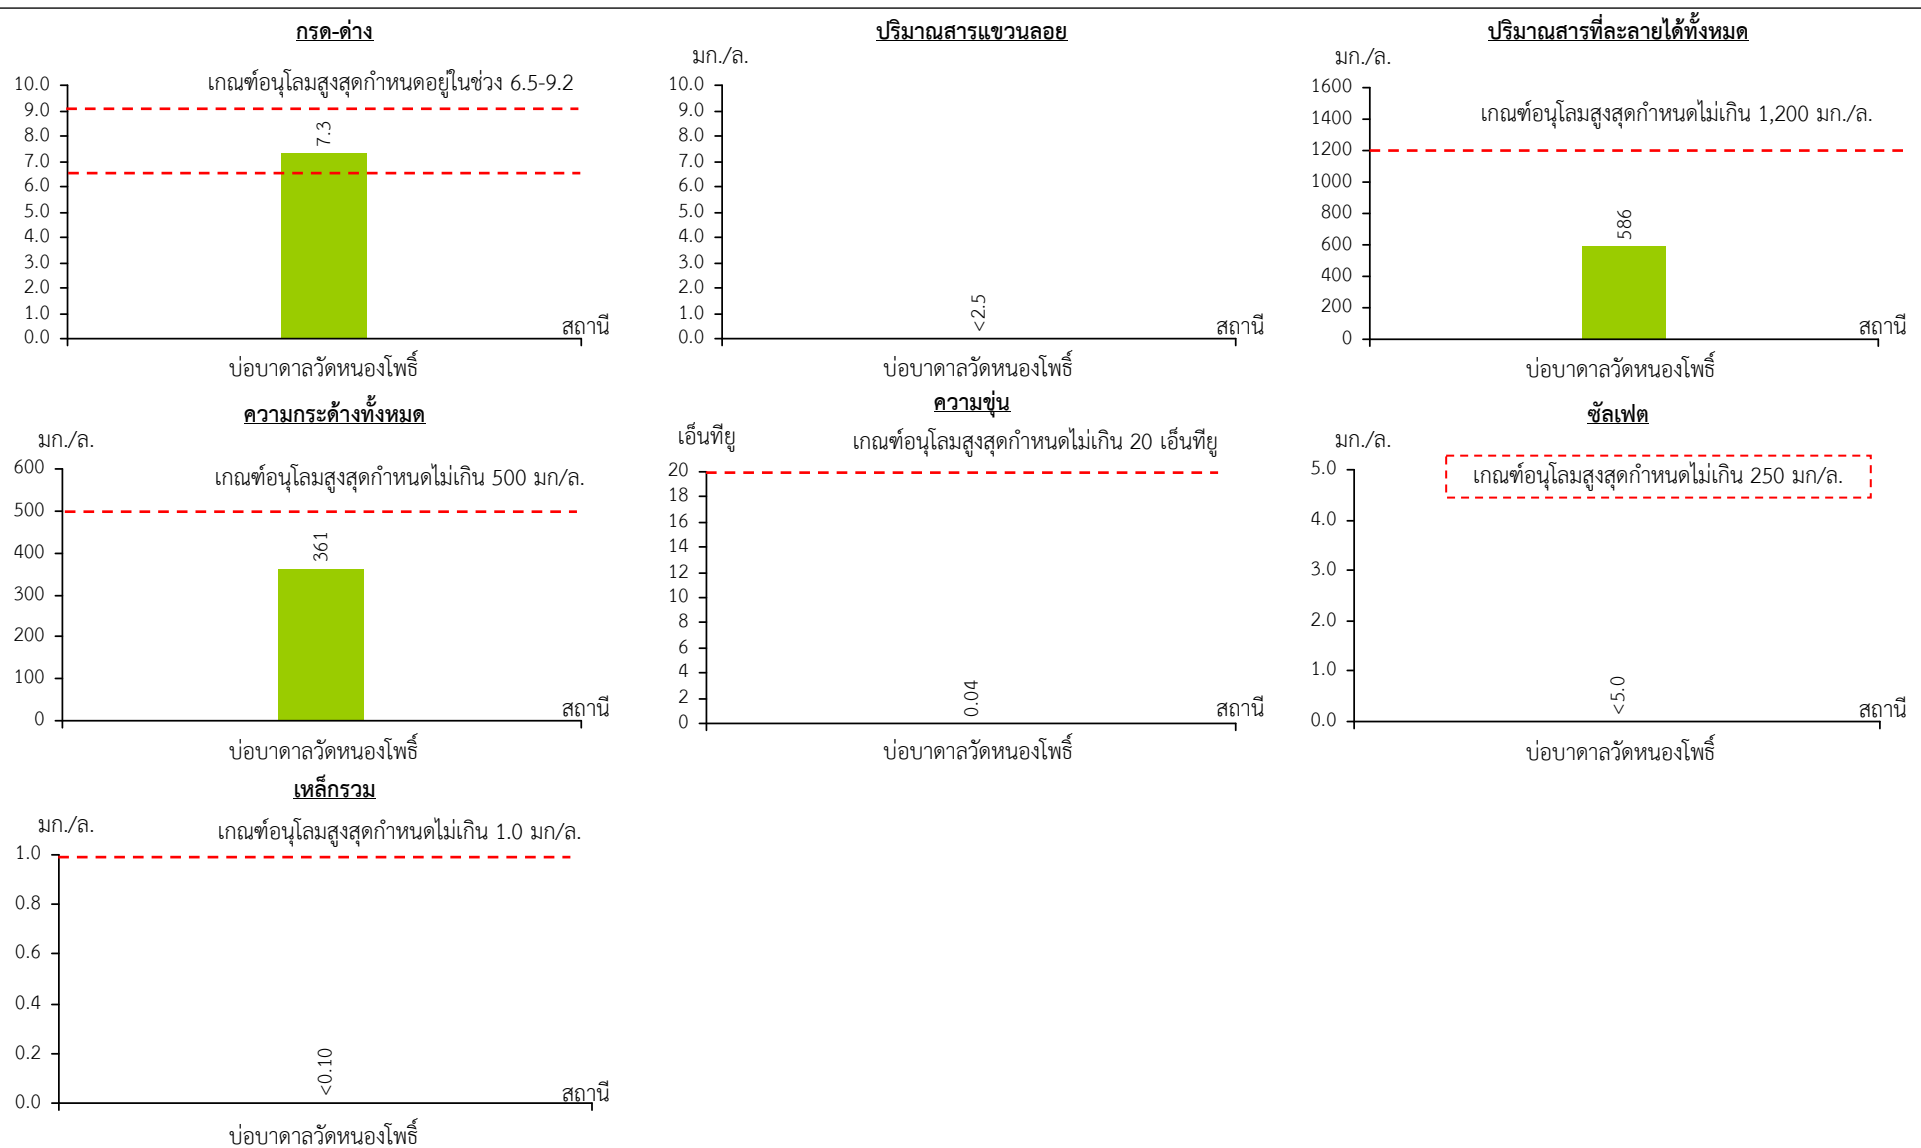 กรด-ด่าง
เกณฑ์อนุโลมสูงสุดกำหนดอยู่ในช่วง 6.5-9.2
10.0
9.0
8.0
7.0
6.0
5.0
4.0
3.0
2.0
1.0
0.0
7.3
สถานี
บ่อบาดาลวัดหนองโพธิ์
ปริมาณสารแขวนลอย
มก./ล.
10.0
9.0
8.0
7.0
6.0
5.0
4.0
3.0
2.0
1.0
0.0
<2.5
สถานี
บ่อบาดาลวัดหนองโพธิ์
ปริมาณสารที่ละลายได้ทั้งหมด
มก./ล.
เกณฑ์อนุโลมสูงสุดกำหนดไม่เกิน 1,200 มก./ล.
1600
1400
1200
1000
800
600
400
200
0
586
สถานี
บ่อบาดาลวัดหนองโพธิ์
ความกระด้างทั้งหมด
มก./ล.
เกณฑ์อนุโลมสูงสุดกำหนดไม่เกิน 500 มก/ล.
600
500
400
300
200
100
0
361
สถานี
บ่อบาดาลวัดหนองโพธิ์
ความขุ่น
เอ็นทียู
เกณฑ์อนุโลมสูงสุดกำหนดไม่เกิน 20 เอ็นทียู
20
18
16
14
12
10
8
6
4
2
0
0.04
สถานี
บ่อบาดาลวัดหนองโพธิ์
ซัลเฟต
มก./ล.
เกณฑ์อนุโลมสูงสุดกำหนดไม่เกิน 250 มก/ล.
5.0
4.0
3.0
2.0
1.0
0.0
<5.0
สถานี
บ่อบาดาลวัดหนองโพธิ์
เหล็กรวม
มก./ล.
เกณฑ์อนุโลมสูงสุดกำหนดไม่เกิน 1.0 มก/ล.
1.0
0.8
0.6
0.4
0.2
0.0
<0.10
สถานี
บ่อบาดาลวัดหนองโพธิ์